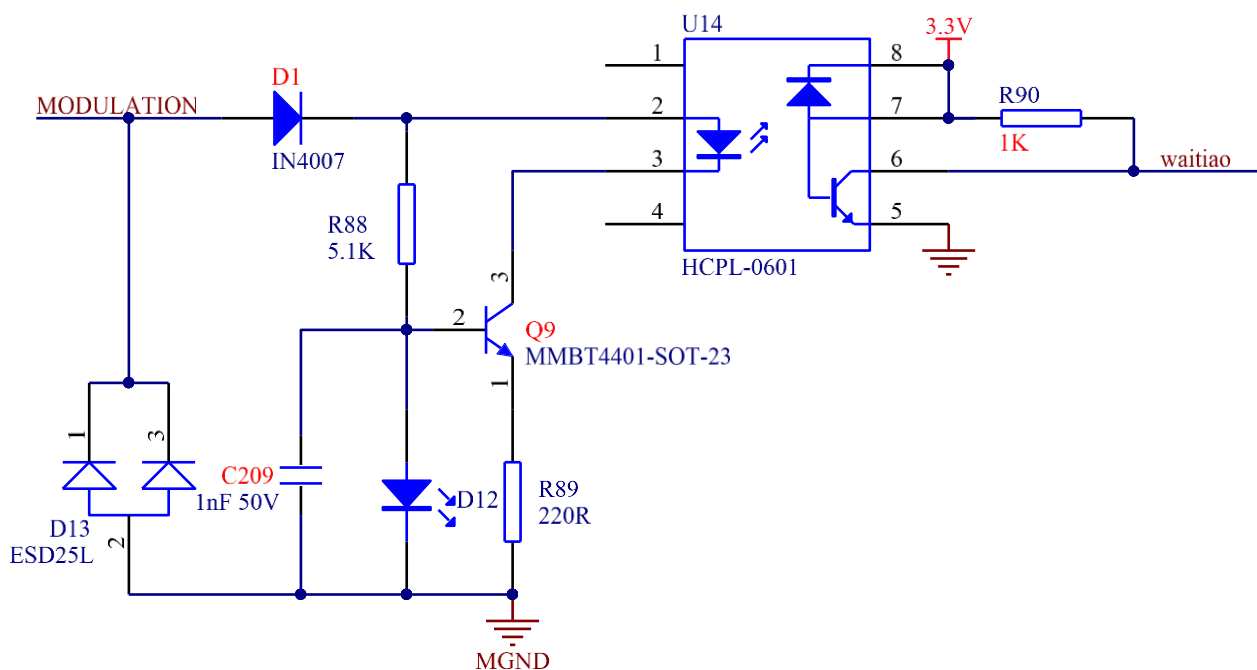 U14
3.3V
D1
1
8
MODULATION
2
7
R90
IN4007
1K
3
6
waitiao
R88
5.1K
4
5
HCPL-0601
3
2
Q9
MMBT4401-SOT-23
1
1
3
C209
1nF 50V
D12
R89
220R
D13
ESD25L
2
MGND